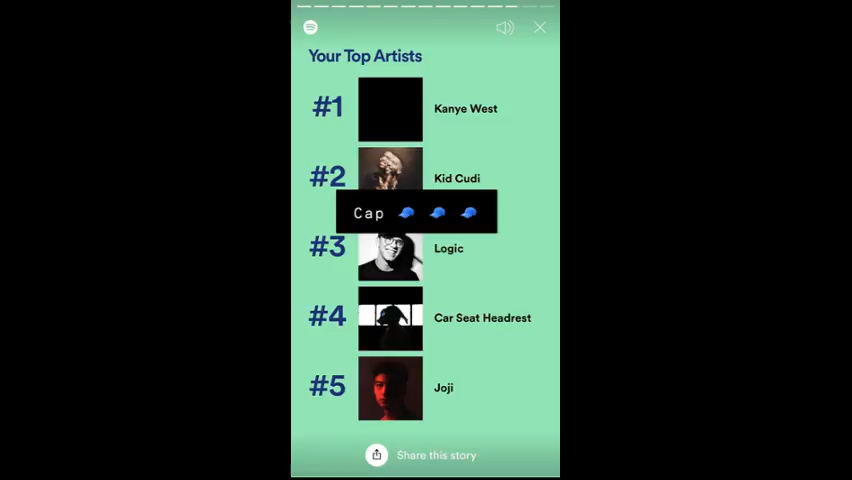 Your Top Artists
#1 Kanye West
#2 Kid Cudi
Cap 🧢 🧢 🧢
#3 Logic
#4 Car Seat Headrest
#5 Joji
Share this story